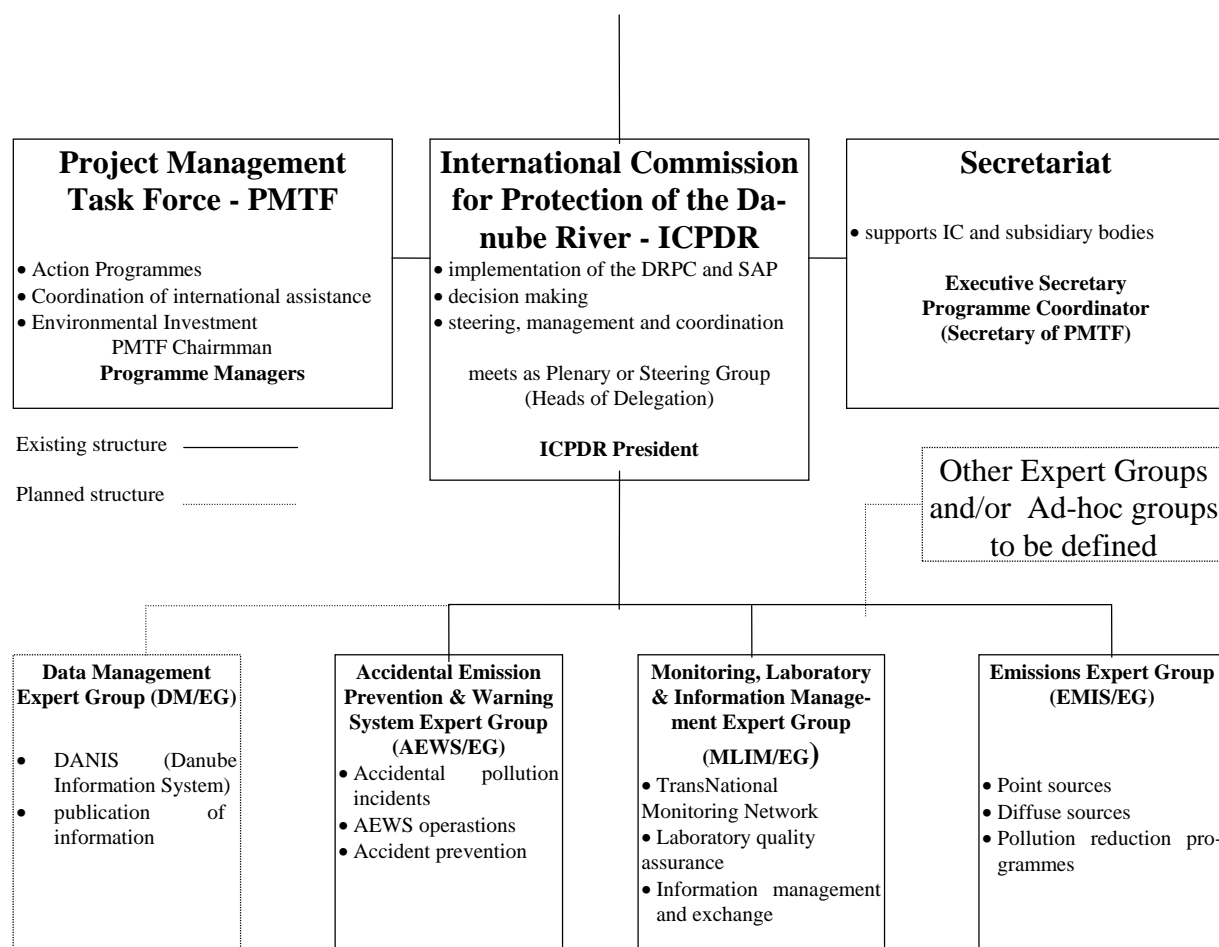 Project Management
Task Force - PMTF
• Action Programmes
• Coordination of international assistance
• Environmental Investment
PMTF Chairmman
Programme Managers
International Commission
for Protection of the Da-
nube River - ICPDR
• implementation of the DRPC and SAP
• decision making
• steering, management and coordination
meets as Plenary or Steering Group
(Heads of Delegation)
ICPDR President
Secretariat
• supports IC and subsidiary bodies
Executive Secretary
Programme Coordinator
(Secretary of PMTF)
Existing structure
Planned structure
Other Expert Groups
and/or Ad-hoc groups
to be defined
Data Management
Expert Group (DM/EG)
• DANIS (Danube
Information System)
• publication of
information
Accidental Emission
Prevention & Warning
System Expert Group
(AEWS/EG)
• Accidental pollution
incidents
• AEWS operastions
• Accident prevention
Monitoring, Laboratory
& Information Manage-
ment Expert Group
(MLIM/EG)
• TransNational
Monitoring Network
• Laboratory quality
assurance
• Information management
and exchange
Emissions Expert Group
(EMIS/EG)
• Point sources
• Diffuse sources
• Pollution reduction pro-
grammes